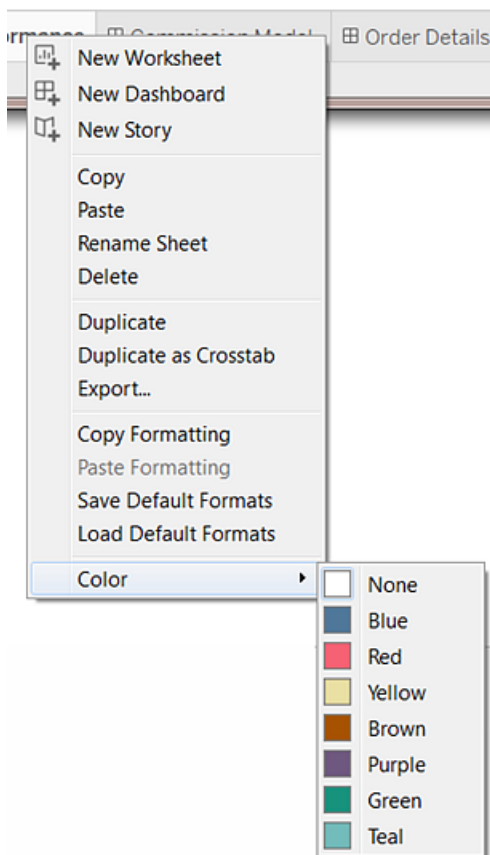 Order Details
New Worksheet
New Dashboard
New Story
Copy
Paste
Rename Sheet
Delete
Duplicate
Duplicate as Crosstab
Export...
Copy Formatting
Paste Formatting
Save Default Formats
Load Default Formats
Color
None
Blue
Red
Yellow
Brown
Purple
Green
Teal